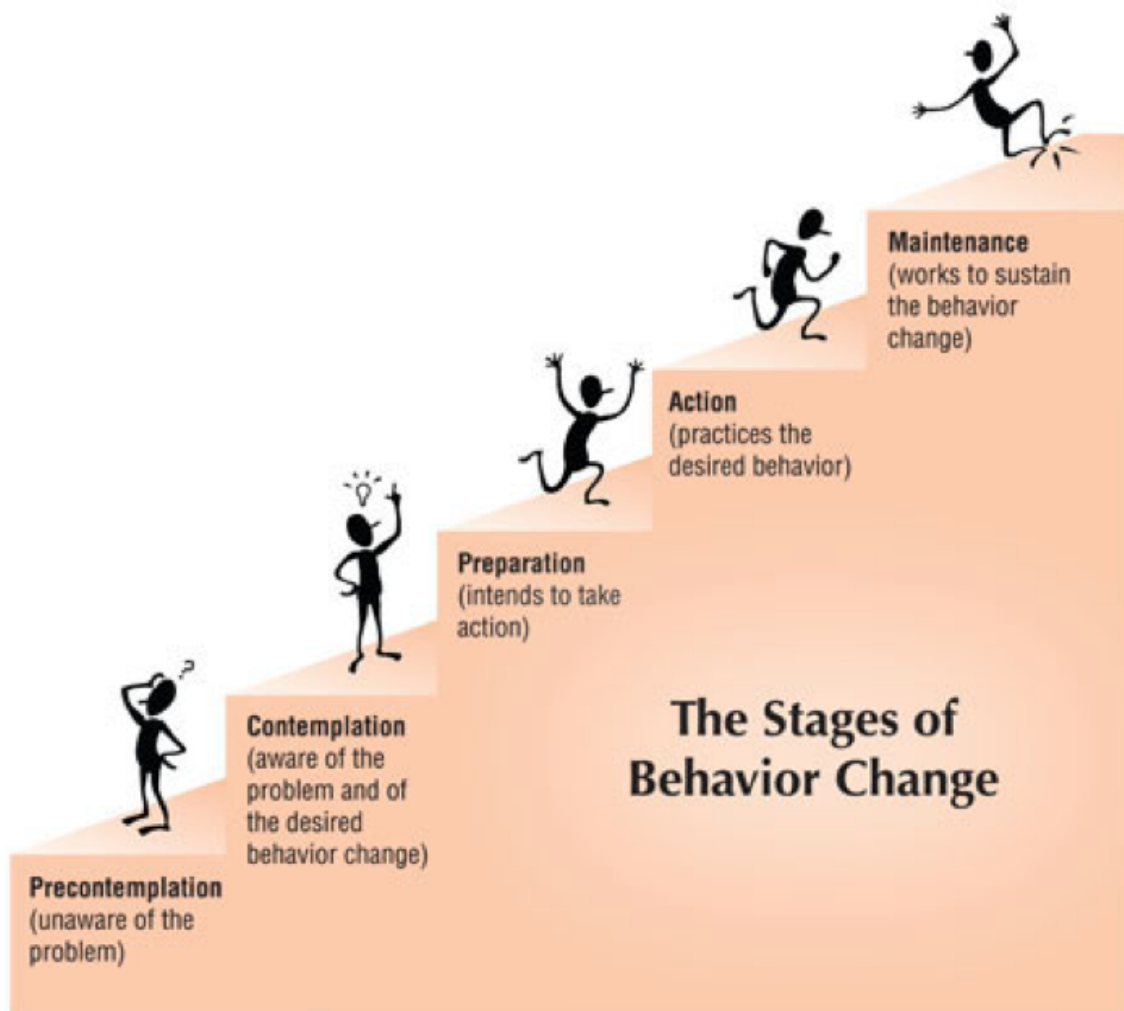 Maintenance
(works to sustain
the behavior
change)
Action
(practices the
desired behavior)
Preparation
(intends to take
action)
Contemplation
(aware of the
problem and of
the desired
behavior change)
Precontemplation
(unaware of the
problem)
The Stages of
Behavior Change
?